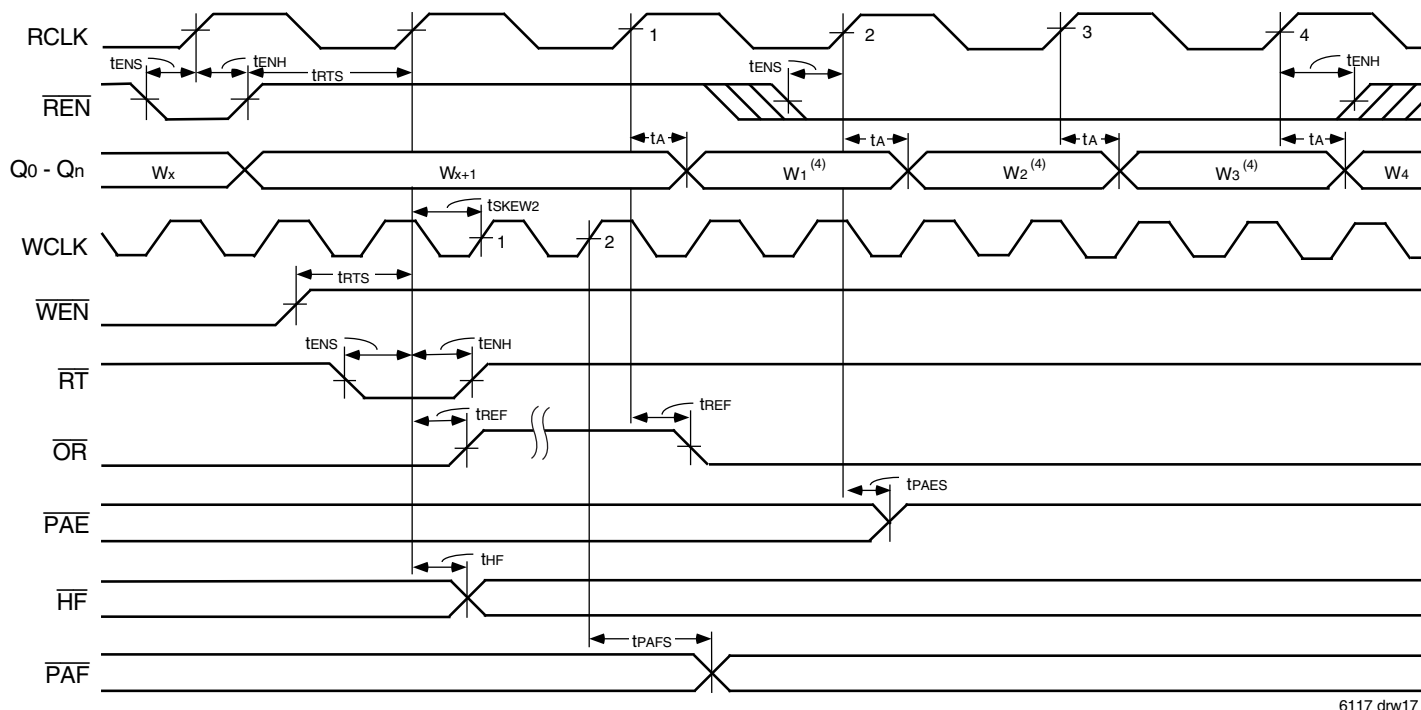 RCLK 1 2 3 4
tENS tENH tRTS tENS tENH
REN
tA tA tA tA
Q0 - Qn Wx Wx+1 W1(4) W2(4) W3(4) W4
tSKEW2
WCLK 1 2
tRTS
WEN
tENS tENH
RT
tREF tREF
OR
tPAES
PAE
tHF
HF
tPAFS
PAF
6117 drw17